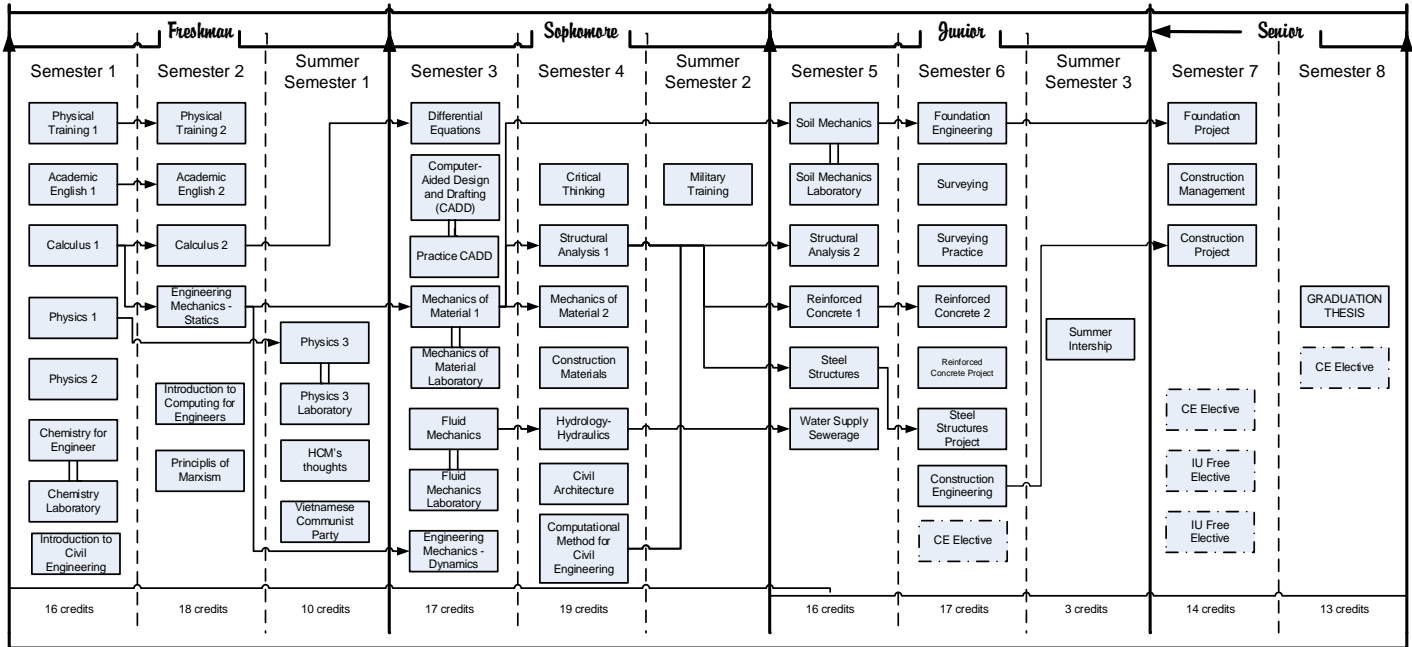 Freshman
Sophomore
Junior
Senior
Semester 1
Semester 2
Summer
Semester 1
Semester 3
Semester 4
Summer
Semester 2
Semester 5
Semester 6
Summer
Semester 3
Semester 7
Semester 8
Physical
Training 1
Academic
English 1
Calculus 1
Physics 1
Physics 2
Chemistry for
Engineer
Chemistry
Laboratory
Introduction to
Civil
Engineering
Physical
Training 2
Academic
English 2
Calculus 2
Engineering
Mechanics -
Statics
Introduction to
Computing for
Engineers
Principlis of
Marxism
Physics 3
Physics 3
Laboratory
HCM's
thoughts
Vietnamese
Communist
Party
Differential
Equations
Computer-
Aided Design
and Drafting
(CADD)
Practice CADD
Mechanics of
Material 1
Mechanics of
Material
Laboratory
Fluid
Mechanics
Fluid
Mechanics
Laboratory
Engineering
Mechanics -
Dynamics
Critical
Thinking
Structural
Analysis 1
Mechanics of
Material 2
Construction
Materials
Hydrology-
Hydraulics
Civil
Architecture
Computational
Method for
Civil
Engineering
Military
Training
Soil Mechanics
Soil Mechanics
Laboratory
Structural
Analysis 2
Reinforced
Concrete 1
Steel
Structures
Water Supply
Sewerage
Foundation
Engineering
Surveying
Surveying
Practice
Reinforced
Concrete 2
Reinforced
Concrete Project
Steel
Structures
Project
Construction
Engineering
CE Elective
Summer
Intership
Foundation
Project
Construction
Management
Construction
Project
CE Elective
IU Free
Elective
IU Free
Elective
GRADUATION
THESIS
CE Elective
16 credits
18 credits
10 credits
17 credits
19 credits
16 credits
17 credits
3 credits
14 credits
13 credits